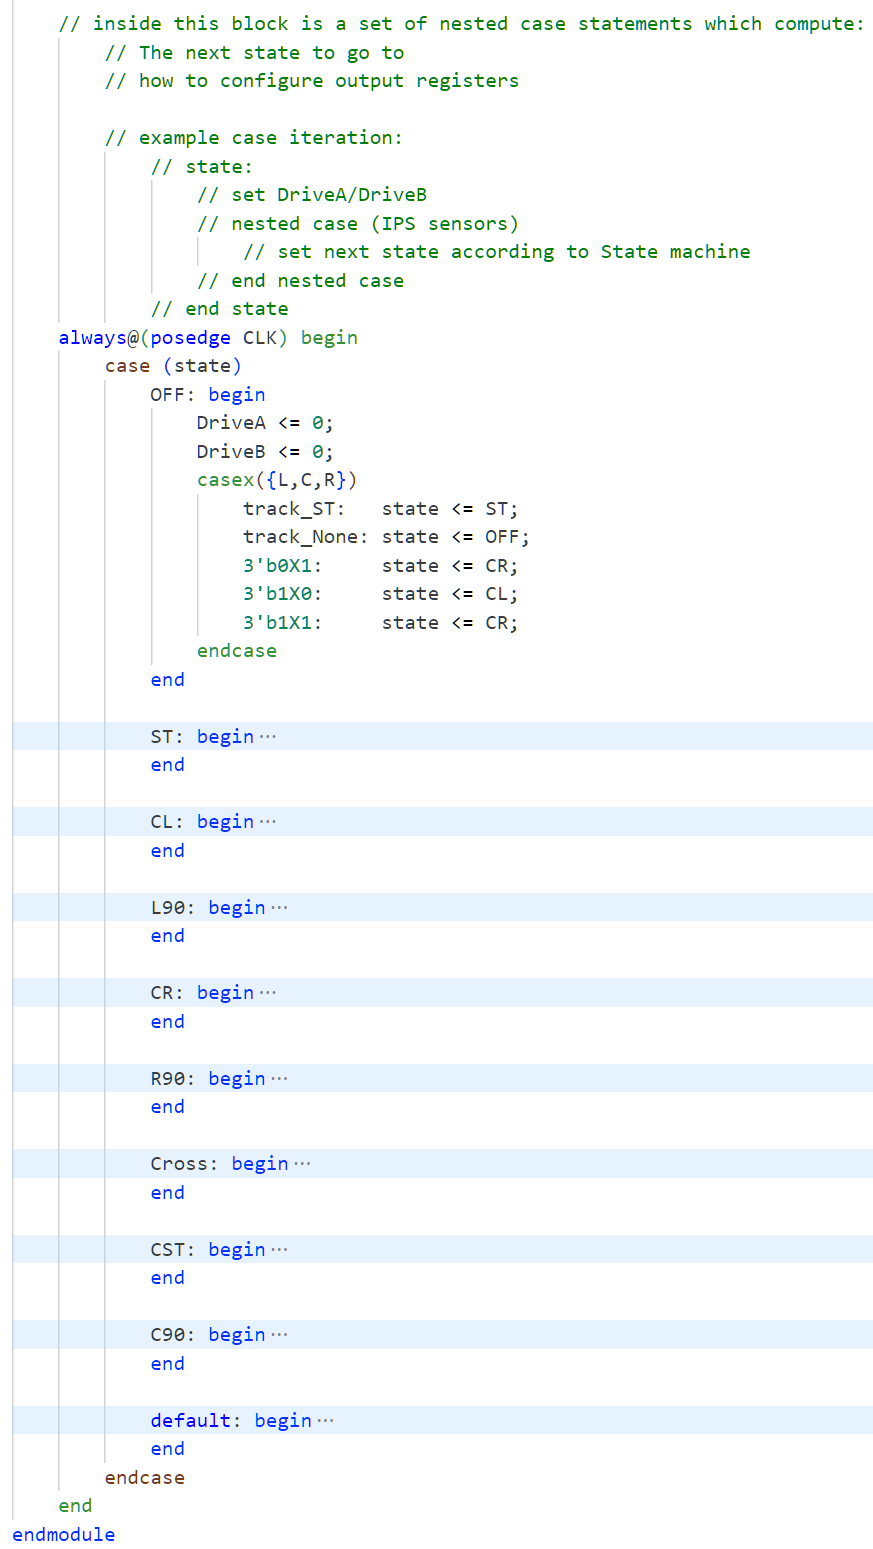 // inside this block is a set of nested case statements which compute:
// The next state to go to
// how to configure output registers
// example case iteration:
// state:
// set DriveA/DriveB
// nested case (IPS sensors)
// set next state according to State machine
// end nested case
// end state
always@(posedge CLK) begin
case (state)
OFF: begin
DriveA <= 0;
DriveB <= 0;
casex({L,C,R})
track_ST:   state <= ST;
track_None: state <= OFF;
3'b0X1:     state <= CR;
3'b1X0:     state <= CL;
3'b1X1:     state <= CR;
endcase
end
ST: begin···
end
CL: begin···
end
L90: begin···
end
CR: begin···
end
R90: begin···
end
Cross: begin···
end
CST: begin···
end
C90: begin···
end
default: begin···
end
endcase
end
endmodule